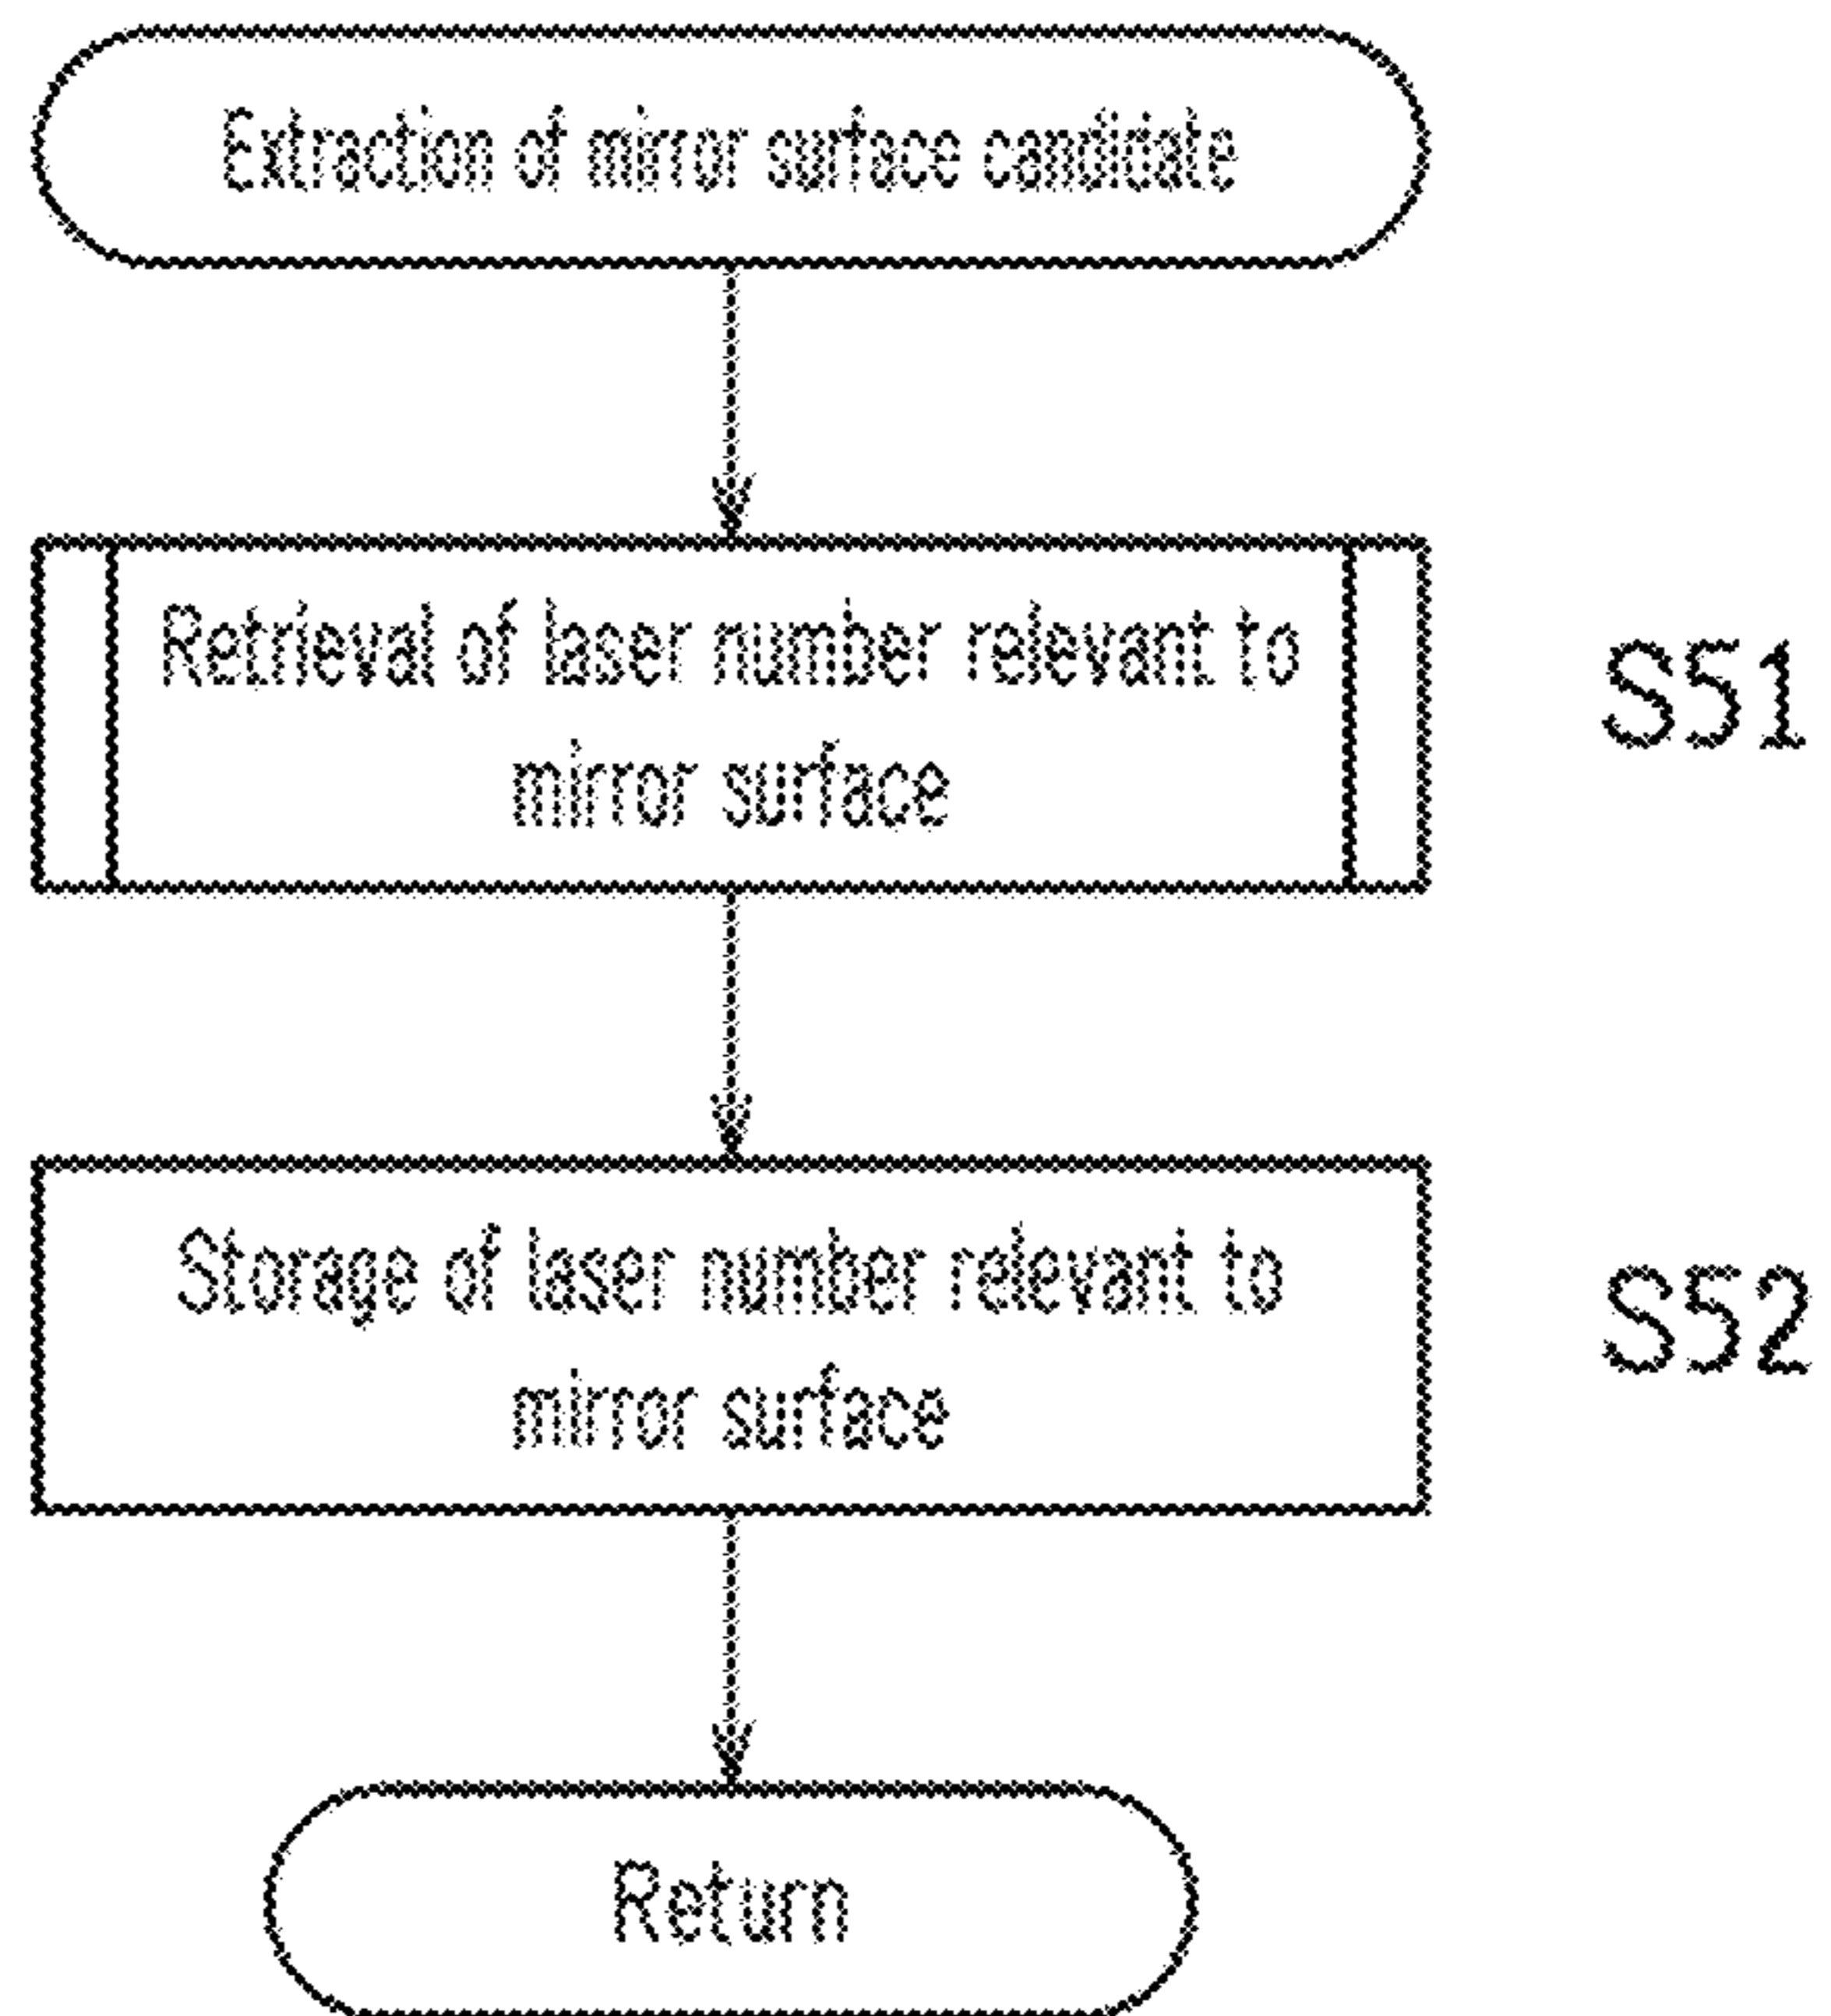 Extraction of mirror surface candidate
Retrieval of laser number relevant to
mirror surface
S51
Storage of laser number relevant to
mirror surface
S52
Return